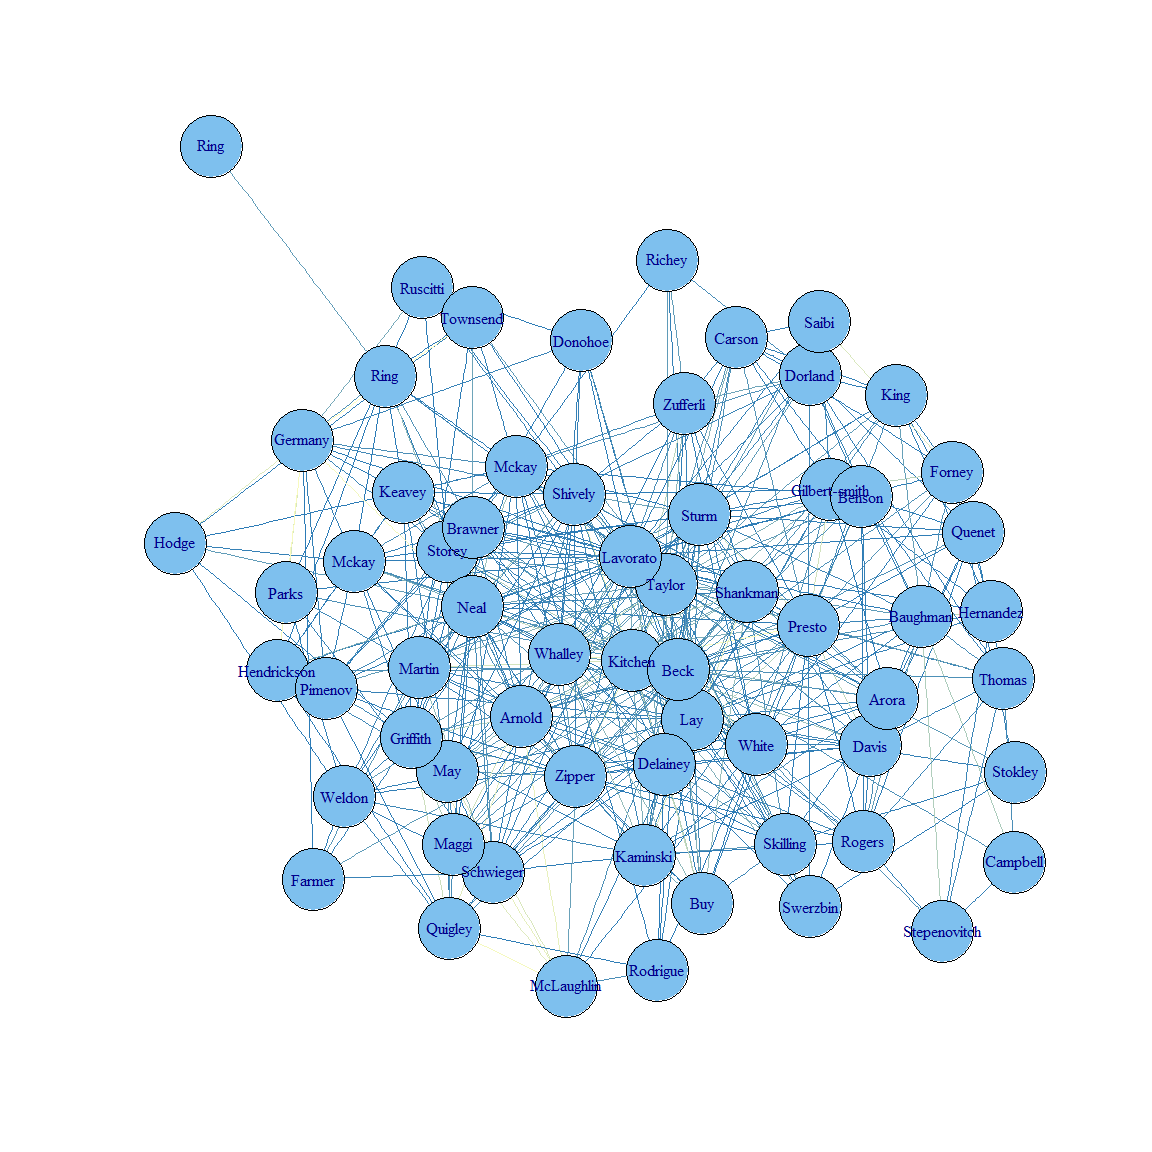 Ring
Richey
Ruscitti
Townsend
Saibi
Donohoe
Carson
Ring
Dorland
King
Zufferli
Germany
Mckay
Forney
Keavey
Shively
Gilbert-smith
Benson
Sturm
Brawner
Quenet
Hodge
Storey
Lavorato
Mckay
Taylor
Parks
Shankman
Neal
Hernandez
Baughman
Presto
Whalley
Kitchen
Martin
Beck
Hendrickson
Thomas
Pimenov
Arora
Arnold
Lay
Griffith
White
Davis
Delainey
May
Stokley
Zipper
Weldon
Maggi
Skilling
Rogers
Kaminski
Campbell
Schwieger
Farmer
Buy
Swerzbin
Quigley
Stepenovitch
Rodrigue
McLaughlin